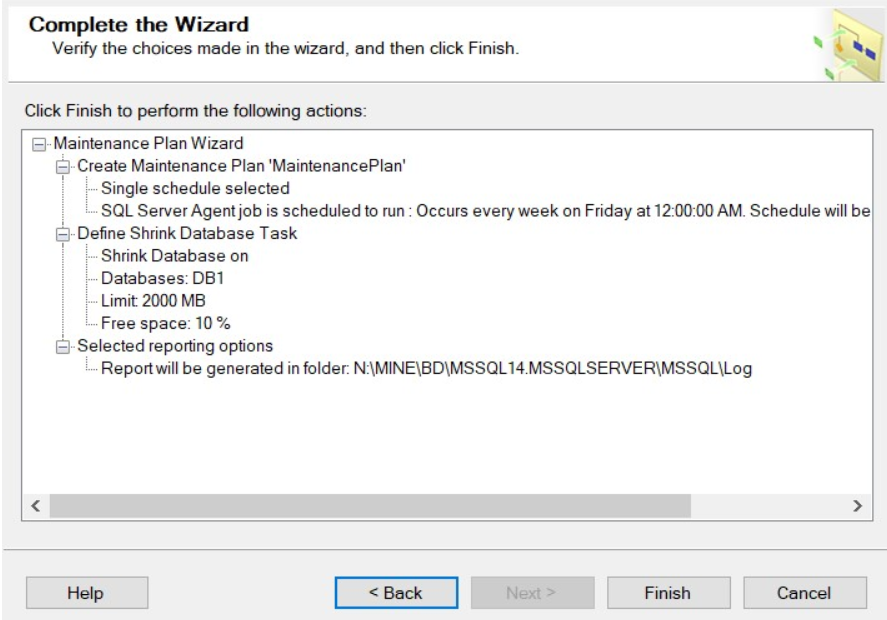 Complete the Wizard
Verify the choices made in the wizard, and then click Finish.
Click Finish to perform the following actions:
Maintenance Plan Wizard
Create Maintenance Plan 'MaintenancePlan'
Single schedule selected
SQL Server Agent job is scheduled to run : Occurs every week on Friday at 12:00:00 AM. Schedule will be
Define Shrink Database Task
Shrink Database on
Databases: DB1
Limit: 2000 MB
Free space: 10 %
Selected reporting options
Report will be generated in folder: N:\MINE\BD\MSSQL14.MSSQLSERVER\MSSQL\Log
Help
< Back
Next >
Finish
Cancel